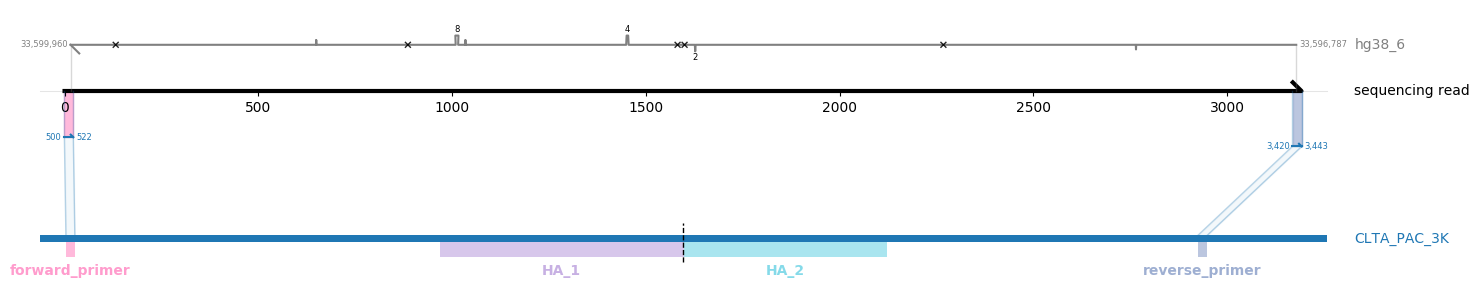 8 4
33,599,960 33,596,787 hg38_6
2
sequencing read
0 500 1000 1500 2000 2500 3000
500 522
3,420 3,443
CLTA_PAC_3K
forward_primer HA_1 HA_2 reverse_primer